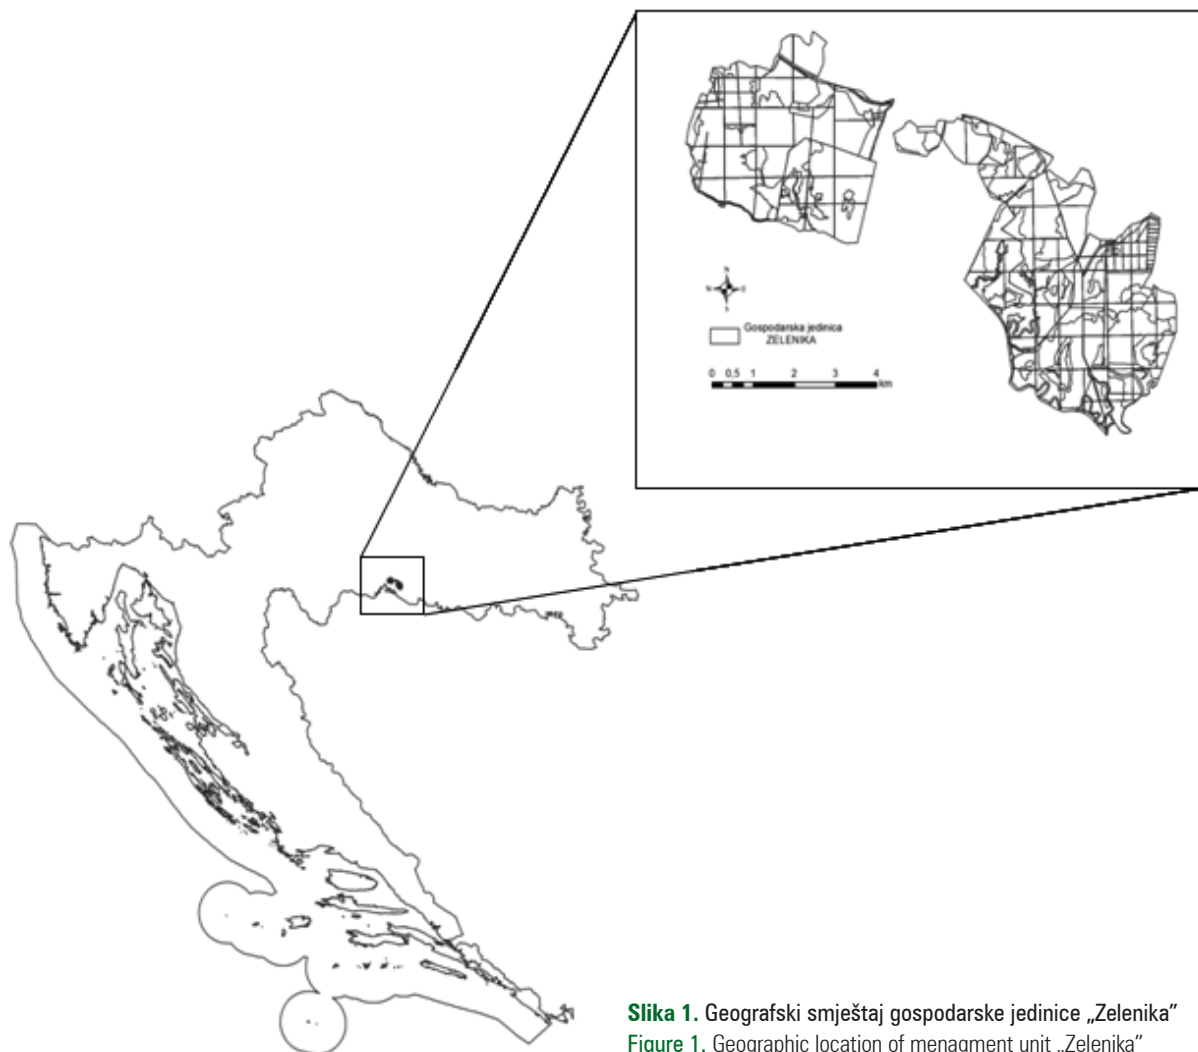 N
W E
S
Gospodarska jedinica
ZELENIKA
0 0,5 1 2 3 4
km
Slika 1. Geografski smještaj gospodarske jedinice „Zelenika”
Figure 1. Geographic location of menagment unit „Zelenika”